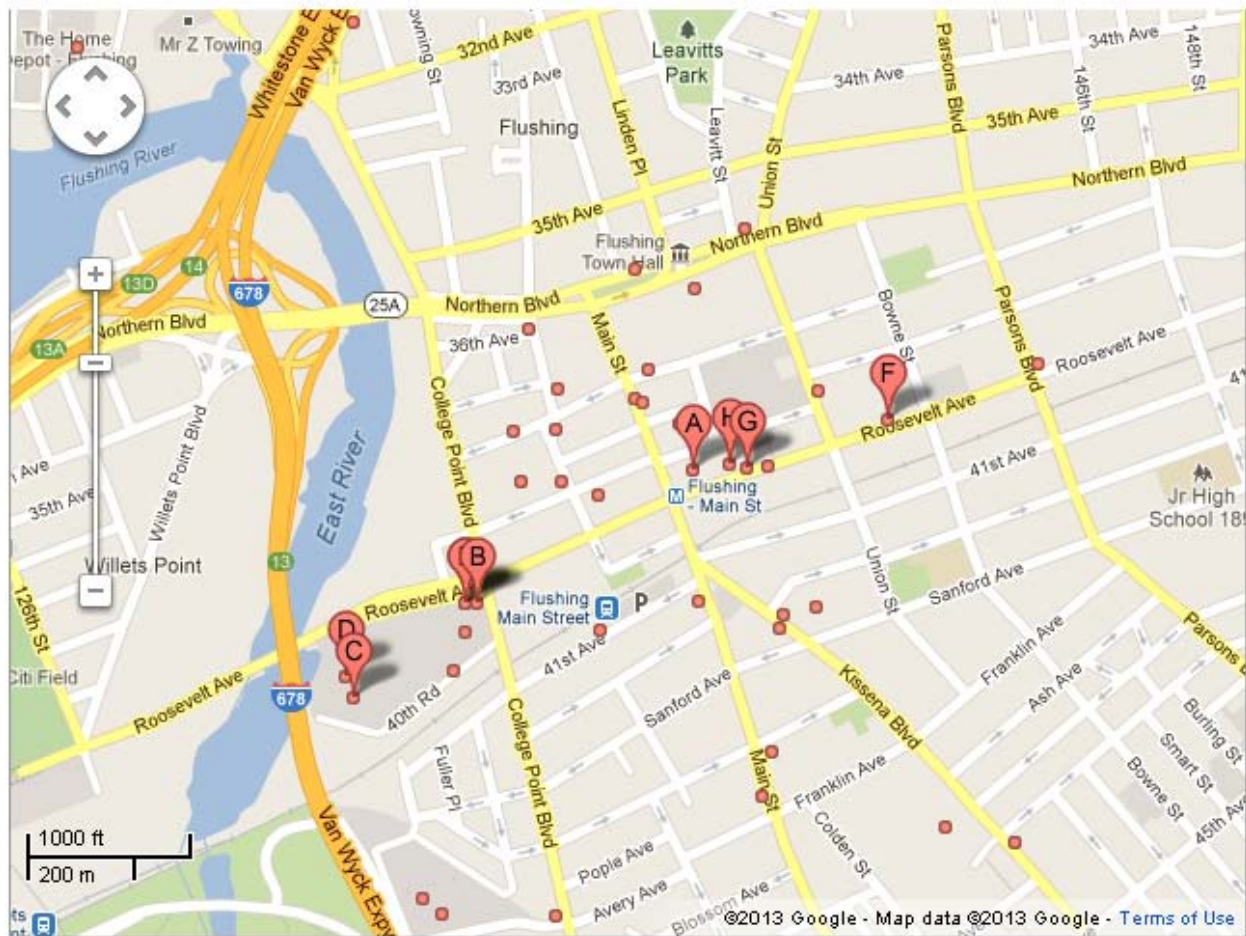 The Home
Depot - Flushing
Mr Z Towing
Whitestone
Van Wyck
32nd Ave
33rd Ave
Flushing
Leavitts
Park
34th Ave
34th Ave
146th St
148th St
Parsons Blvd
35th Ave
Linden Pl
Leavitt St
Union St
Northern Blvd
Flushing River
35th Ave
Flushing
Town Hall
Northern Blvd
13D
14
678
25A
Northern Blvd
Northern Blvd
13A
36th Ave
Main St
Bowne St
Parsons Blvd
Roosevelt Ave
F
Roosevelt Ave
A
H
G
41st Ave
Willets Point Blvd
35th Ave
East River
College Point Blvd
M
Flushing
- Main St
Jr High
School 189
Willets Point
13
B
Roosevelt
Flushing
Main Street
P
Union St
Sanford Ave
126th St
D
C
41st Ave
Citi Field
Roosevelt Ave
678
40th Rd
Sanford Ave
Kissena Blvd
Franklin Ave
Ash Ave
Parsons
Burling St
Smart St
Bowne St
45th Ave
Fuller Pl
College Point Blvd
Main St
Franklin Ave
Colden St
1000 ft
200 m
Van Wyck Expy
Pople Ave
Avery Ave
Blossom Ave
©2013 Google - Map data ©2013 Google - Terms of Use